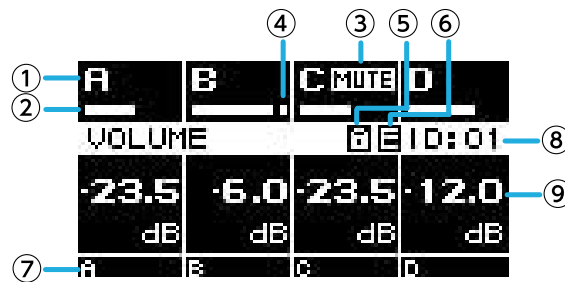 ④ ③ ⑤ ⑥
① A B C MUTE D
②
VOLUME E ID:01 ⑧
-23.5 -6.0 -23.5 -12.0 ⑨
dB dB dB dB
⑦ A B C D